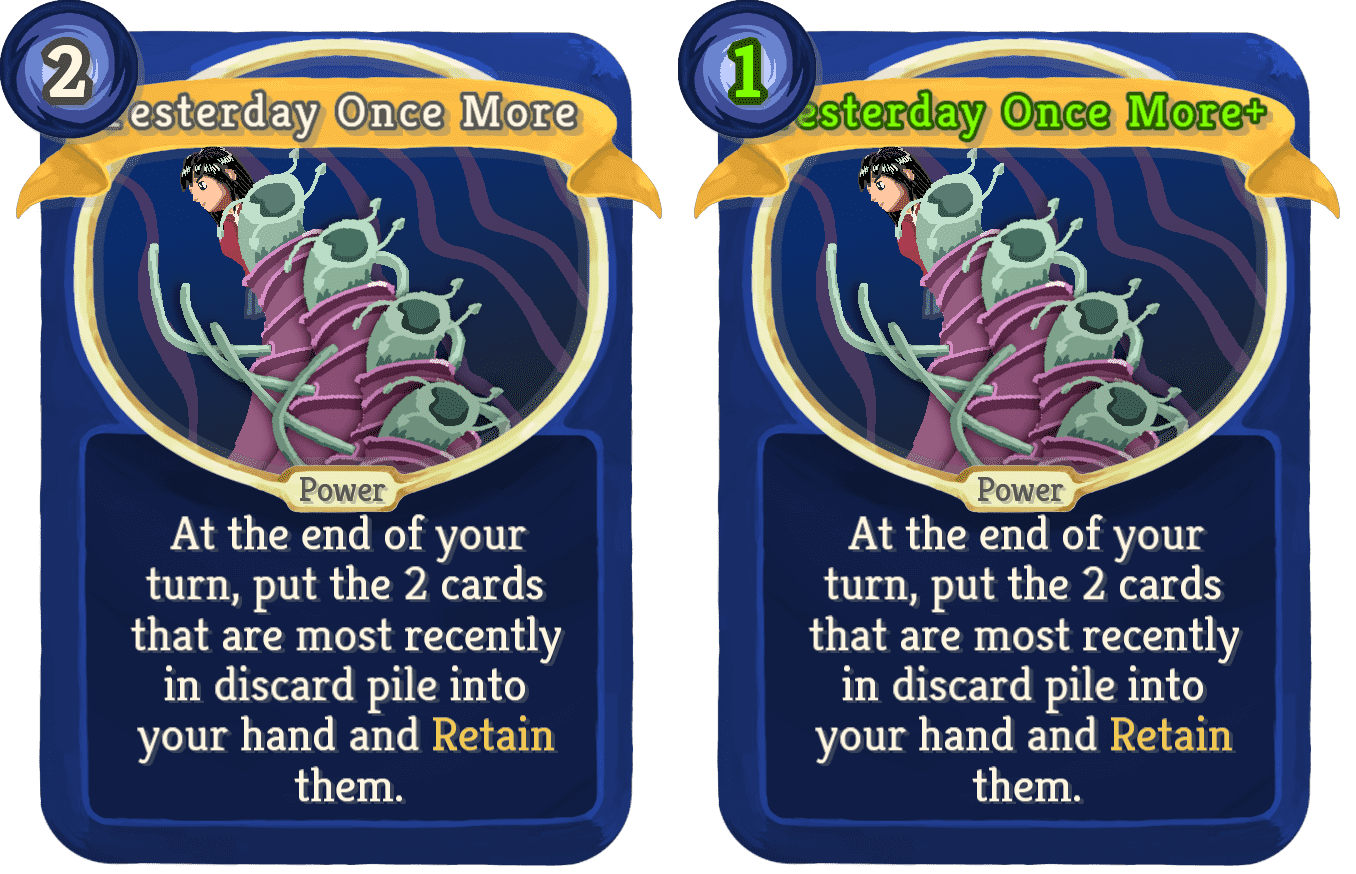 2
Yesterday Once More
Power
At the end of your
turn, put the 2 cards
that are most recently
in discard pile into
your hand and Retain
them.
1
Yesterday Once More+
Power
At the end of your
turn, put the 2 cards
that are most recently
in discard pile into
your hand and Retain
them.